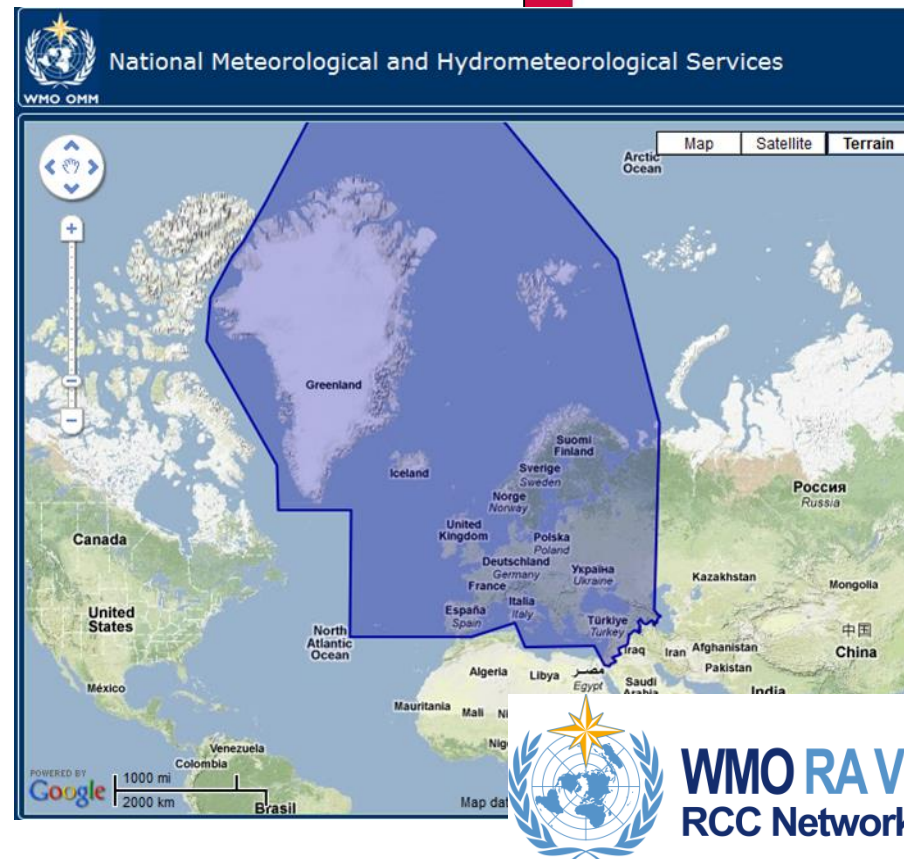 National Meteorological and Hydrometeorological Services
WMO OMM
Map Satellite Terrain
Arctic
Ocean
Greenland
Iceland
Suomi
Finland
Sverige
Sweden
Norge
Norway
Россия
Russia
United
Kingdom
Polska
Poland
Canada
Deutschland
Germany
Україна
Ukraine
France
Kazakhstan
Mongolia
Italia
Italy
España
Spain
Türkiye
Turkey
United
States
North
Atlantic
Ocean
Iraq
Iran
Afghanistan
中国
China
Pakistan
Algeria
Libya
مصر
Egypt
Saudi
India
México
Mauritania
Mali
Venezuela
Colombia
POWERED BY
Google
1000 mi
2000 km
Brasil
Map
WMO RA V
RCC Network